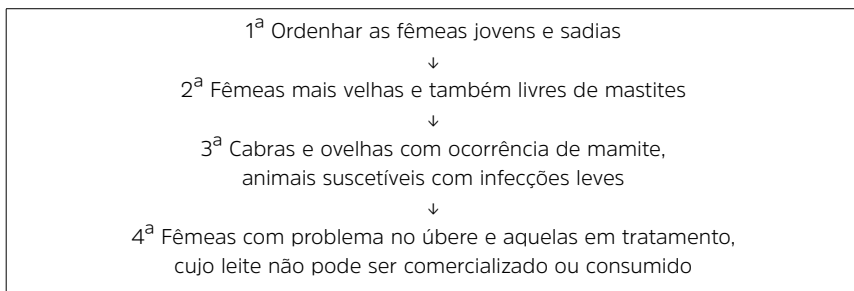 1ª Ordenhar as fêmeas jovens e sadias
↓
2ª Fêmeas mais velhas e também livres de mastites
↓
3ª Cabras e ovelhas com ocorrência de mamite,
animais suscetíveis com infecções leves
↓
4ª Fêmeas com problema no úbere e aquelas em tratamento,
cujo leite não pode ser comercializado ou consumido